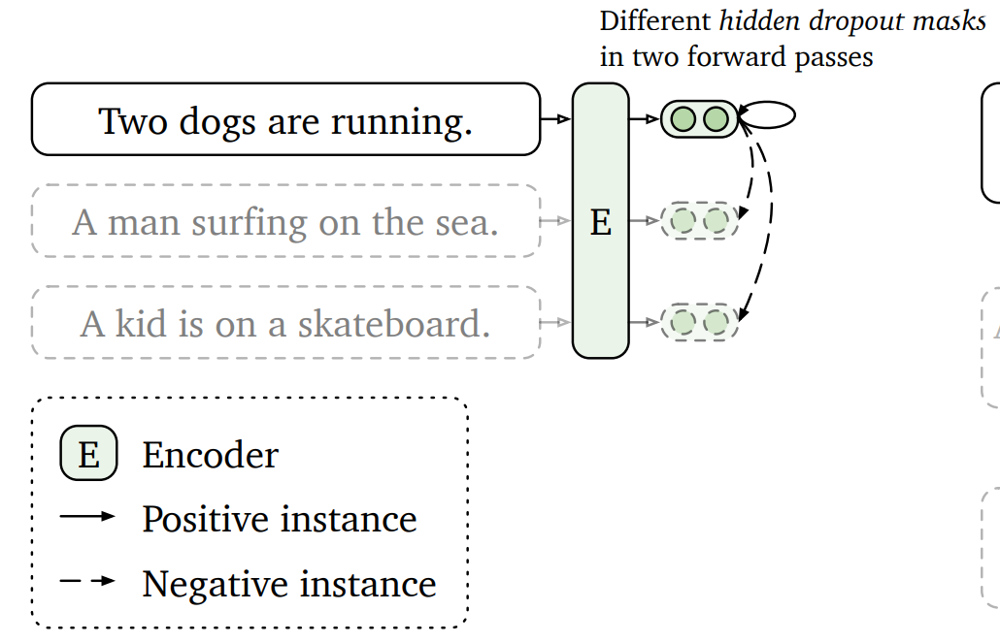 Different hidden dropout masks
in two forward passes
Two dogs are running.
A man surfing on the sea.
E
A kid is on a skateboard.
E Encoder
Positive instance
Negative instance